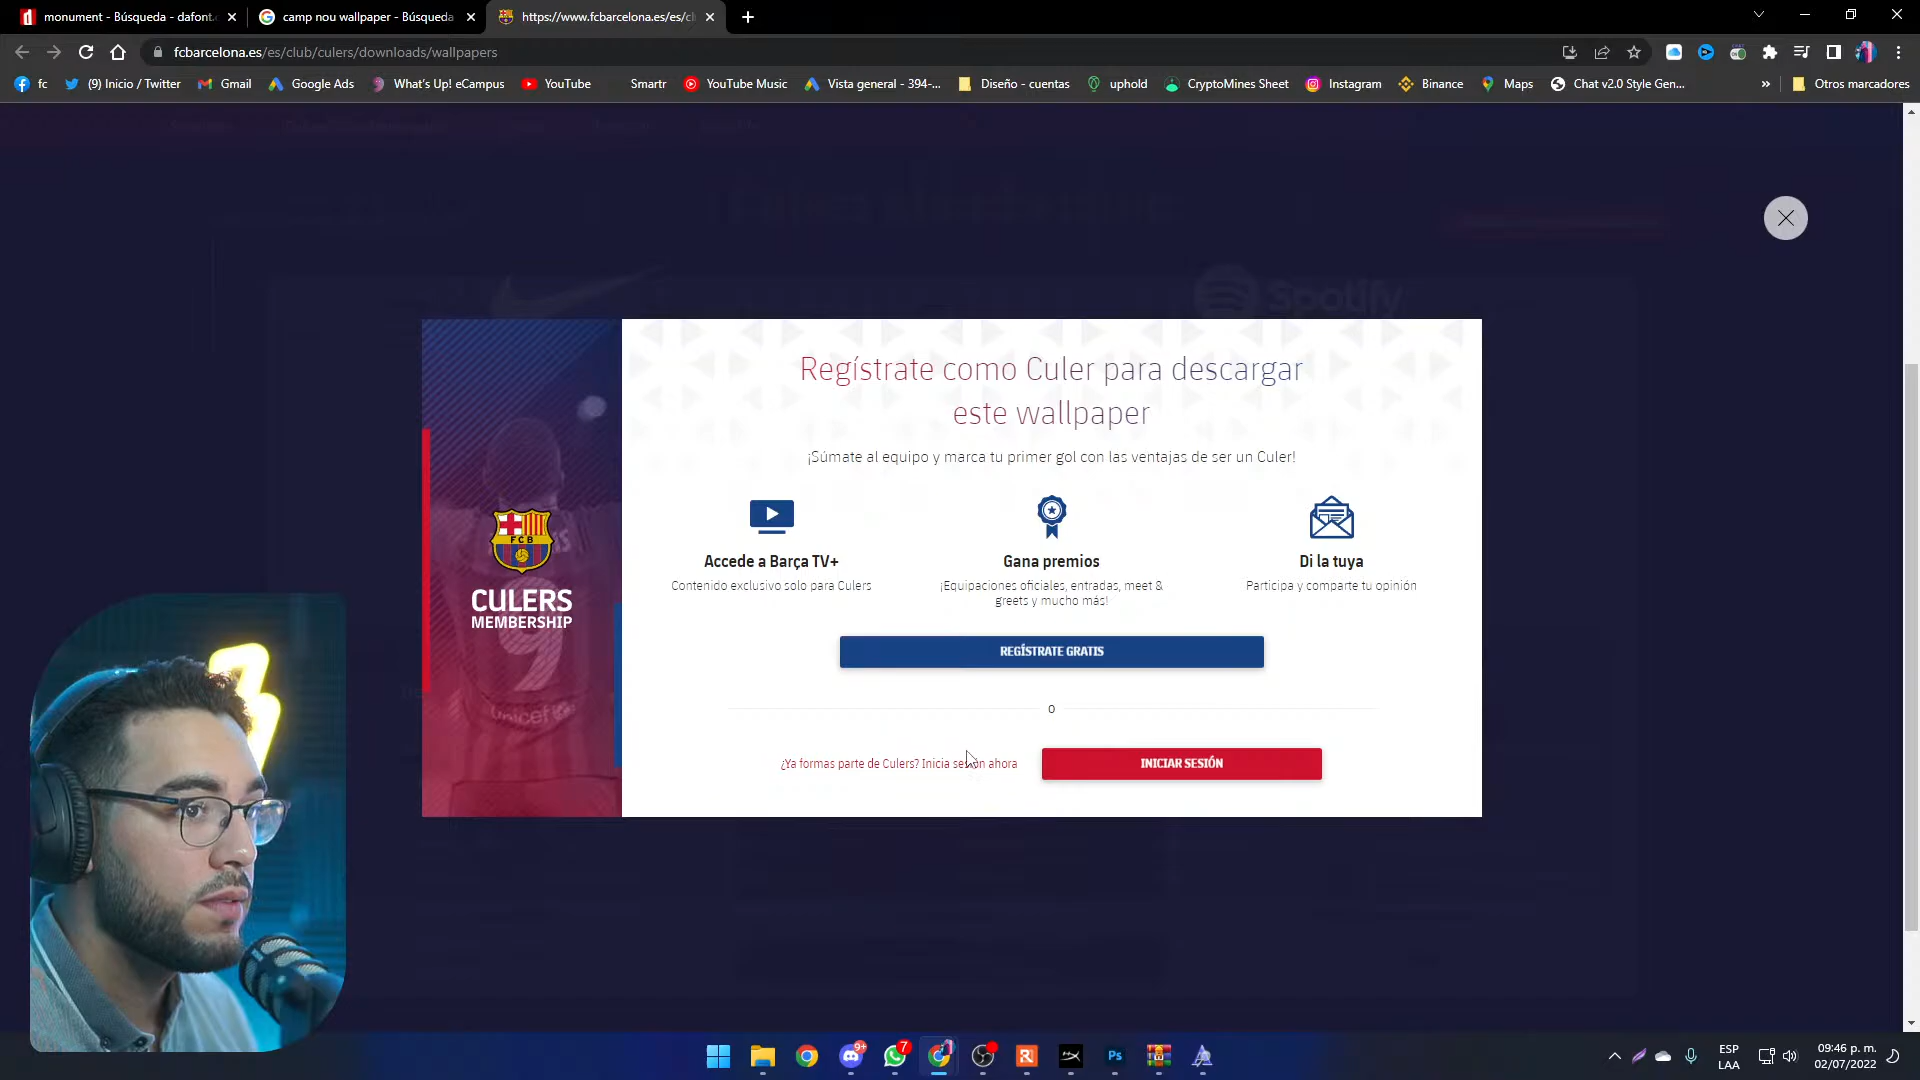 monument - Búsqueda - dafont.
camp nou wallpaper - Búsqueda
https://www.fcbarcelona.es/es/cl
fcbarcelona.es/es/club/culers/downloads/wallpapers
fc
(9) Inicio / Twitter
Gmail
Google Ads
What's Up! eCampus
YouTube
Smartr
YouTube Music
Vista general - 394-...
Diseño - cuentas
uphold
CryptoMines Sheet
Instagram
Binance
Maps
Chat v2.0 Style Gen...
»
Otros marcadores
Spotify
Regístrate como Culer para descargar
este wallpaper
¡Súmate al equipo y marca tu primer gol con las ventajas de ser un Culer!
FCB
CULERS
MEMBERSHIP
9
unicef
Accede a Barça TV+
Contenido exclusivo solo para Culers
Gana premios
¡Equipaciones oficiales, entradas, meet &
greets y mucho más!
Di la tuya
Participa y comparte tu opinión
REGÍSTRATE GRATIS
O
¿Ya formas parte de Culers? Inicia sesión ahora
INICIAR SESIÓN
9+
7
Ps
ESP
LAA
09:46 p. m.
02/07/2022